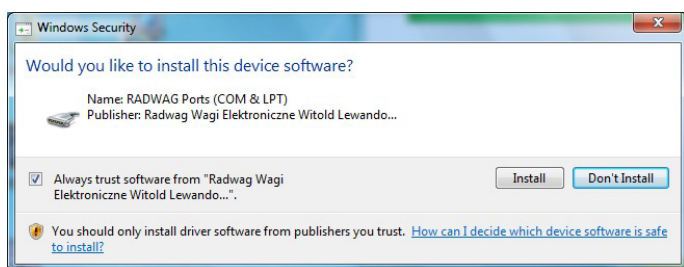 Windows Security
Would you like to install this device software?
Name: RADWAG Ports (COM & LPT)
Publisher: Radwag Wagi Elektroniczne Witold Lewando...
Always trust software from "Radwag Wagi
Elektroniczne Witold Lewando...".
Install
Don't Install
You should only install driver software from publishers you trust. How can I decide which device software is safe
to install?